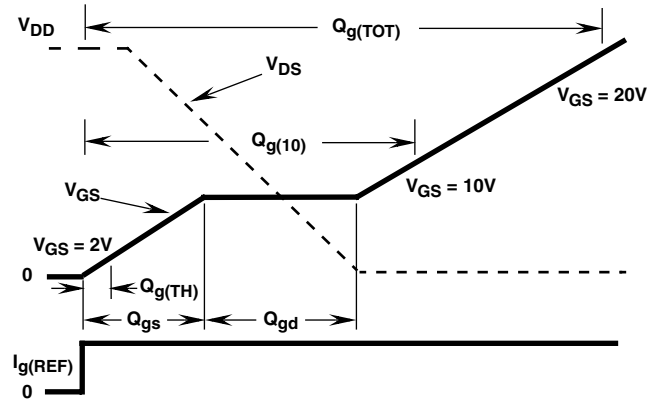 V_DD
Q_g(TOT)
V_DS
V_GS = 20V
Q_g(10)
V_GS
V_GS = 10V
V_GS = 2V
0
Q_g(TH)
Q_gs
Q_gd
I_g(REF)
0